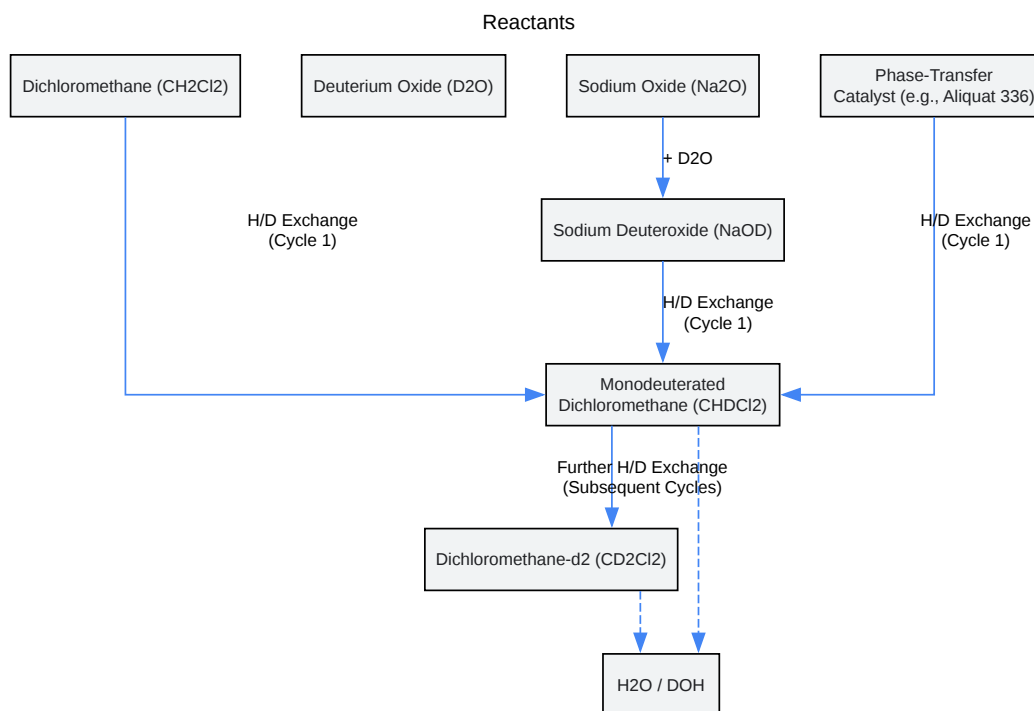 Reactants
Dichloromethane (CH2Cl2)
Deuterium Oxide (D2O)
Sodium Oxide (Na2O)
Phase-Transfer
Catalyst (e.g., Aliquat 336)
+ D2O
Sodium Deuteroxide (NaOD)
H/D Exchange
(Cycle 1)
H/D Exchange
(Cycle 1)
H/D Exchange
(Cycle 1)
Monodeuterated
Dichloromethane (CHDCl2)
Further H/D Exchange
(Subsequent Cycles)
Dichloromethane-d2 (CD2Cl2)
H2O / DOH